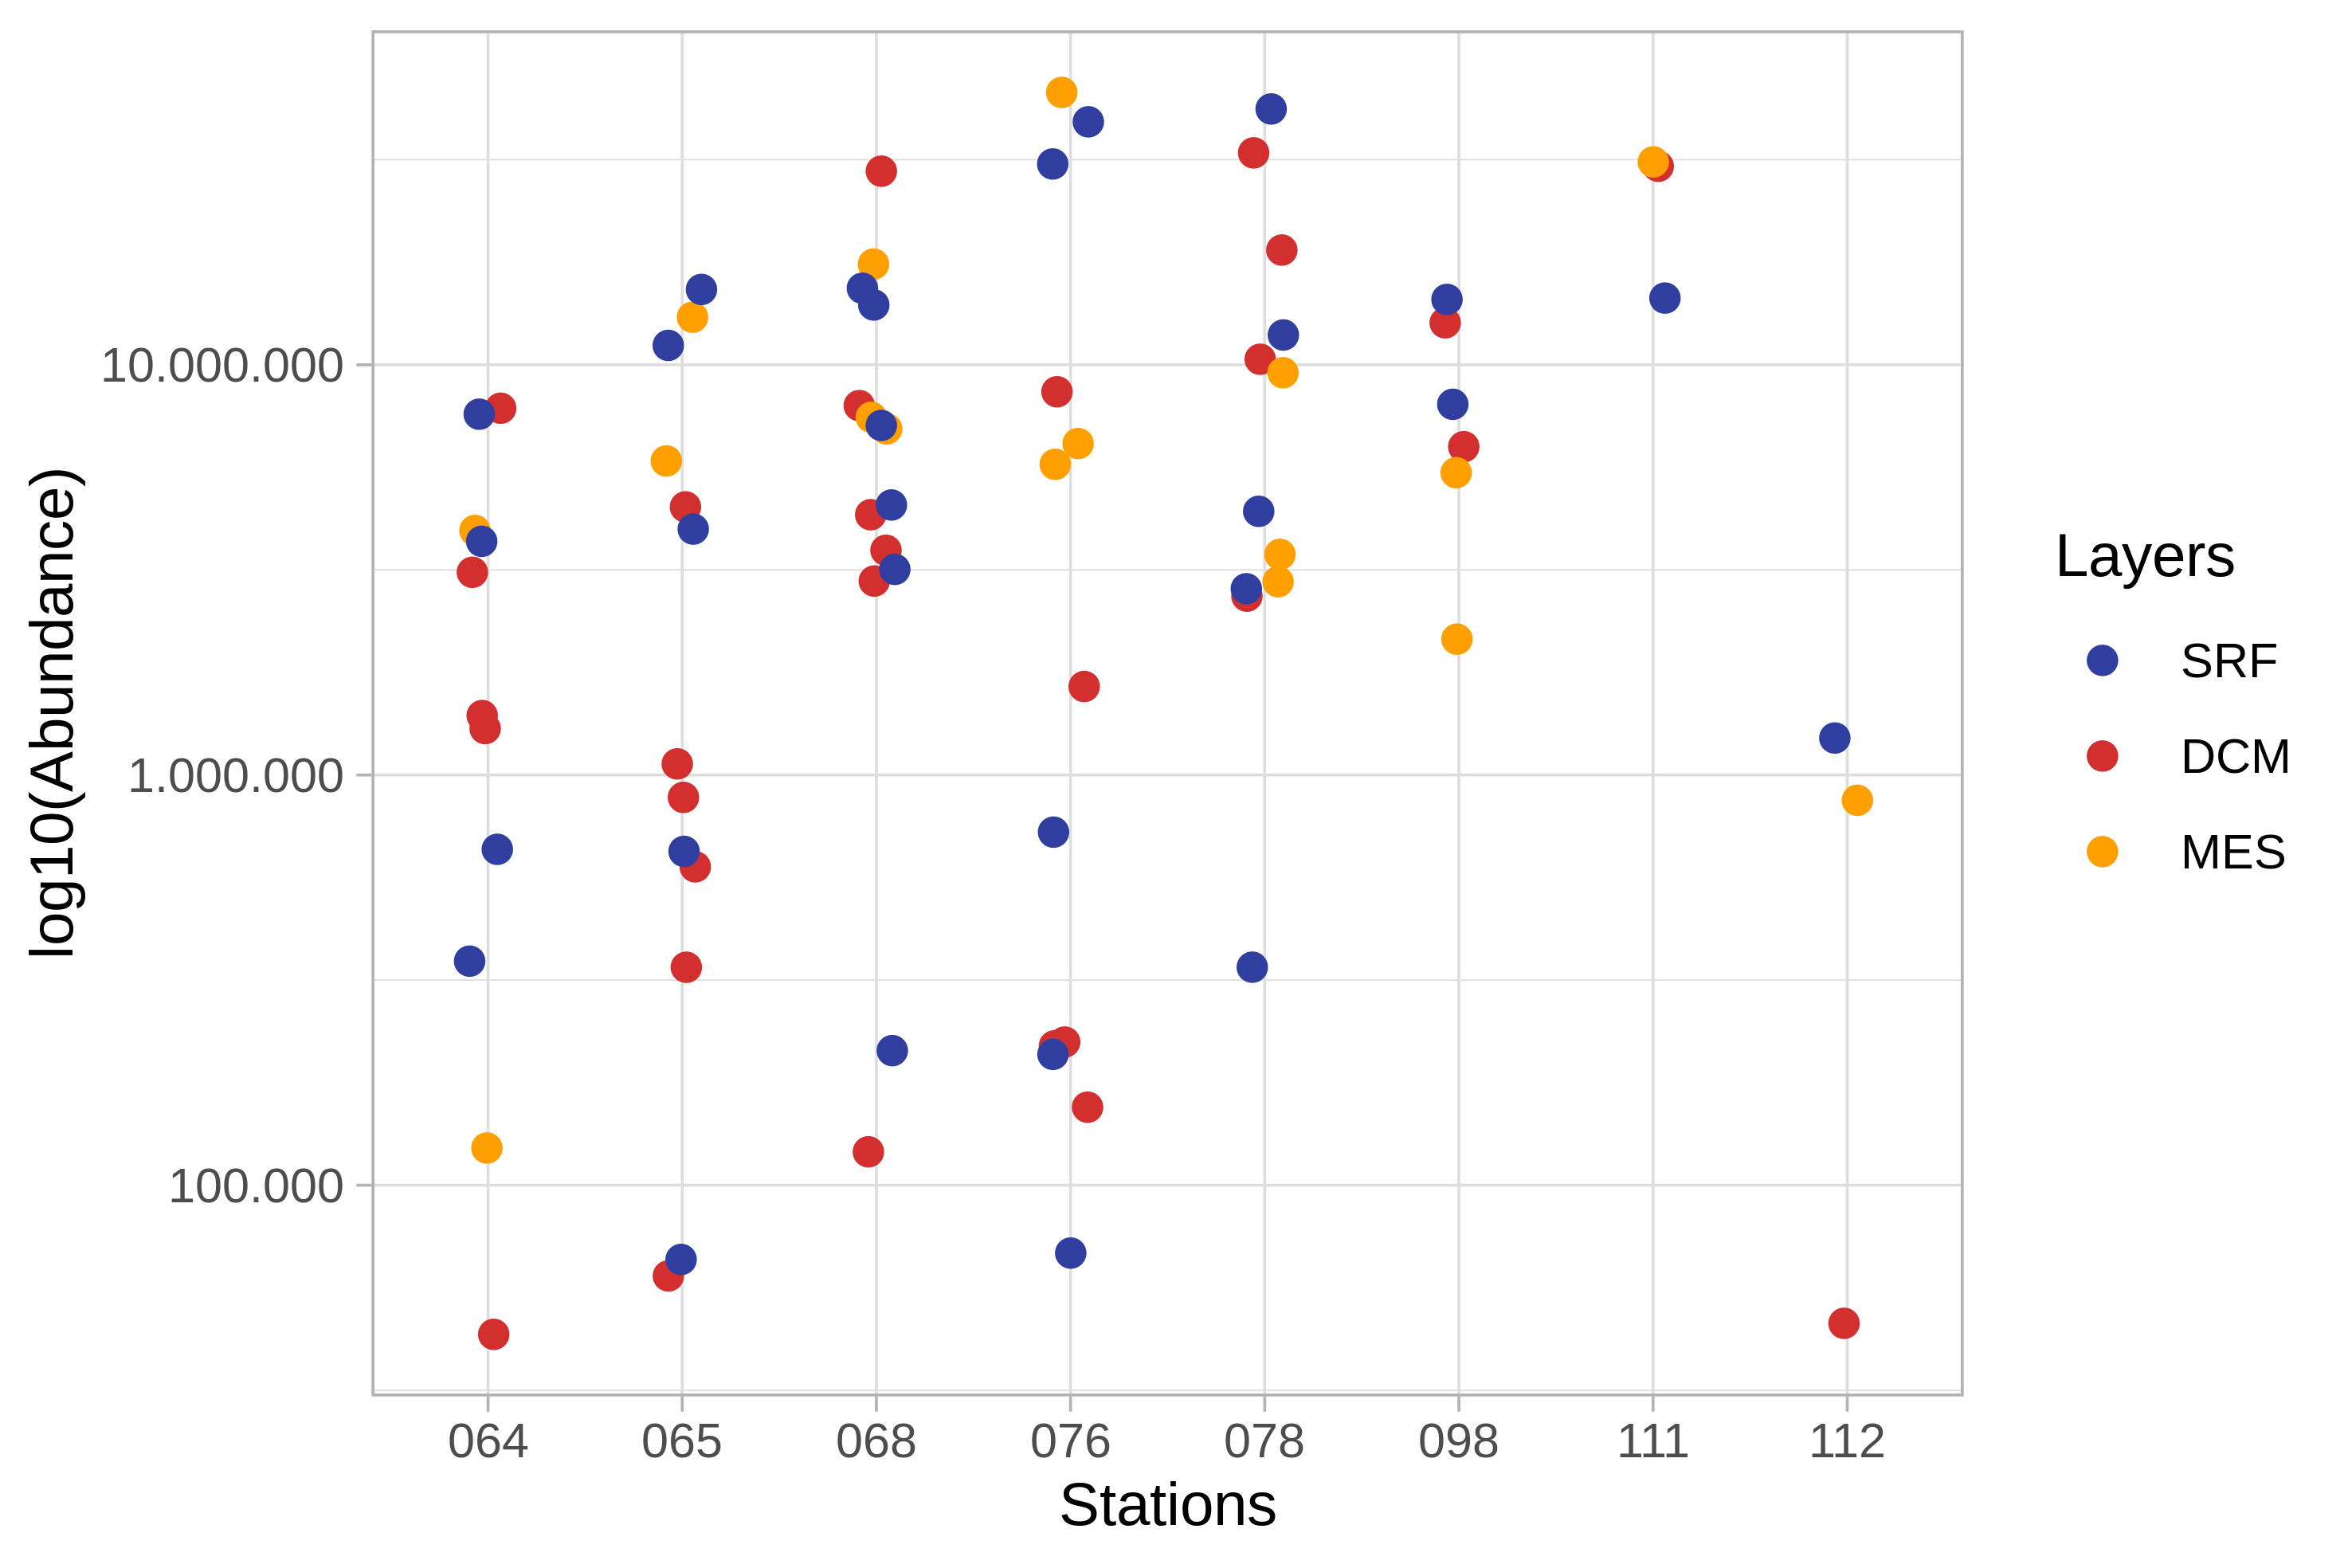 log10(Abundance)
10.000.000
1.000.000
100.000
064 065 068 076 078 098 111 112
Stations
Layers
SRF
DCM
MES